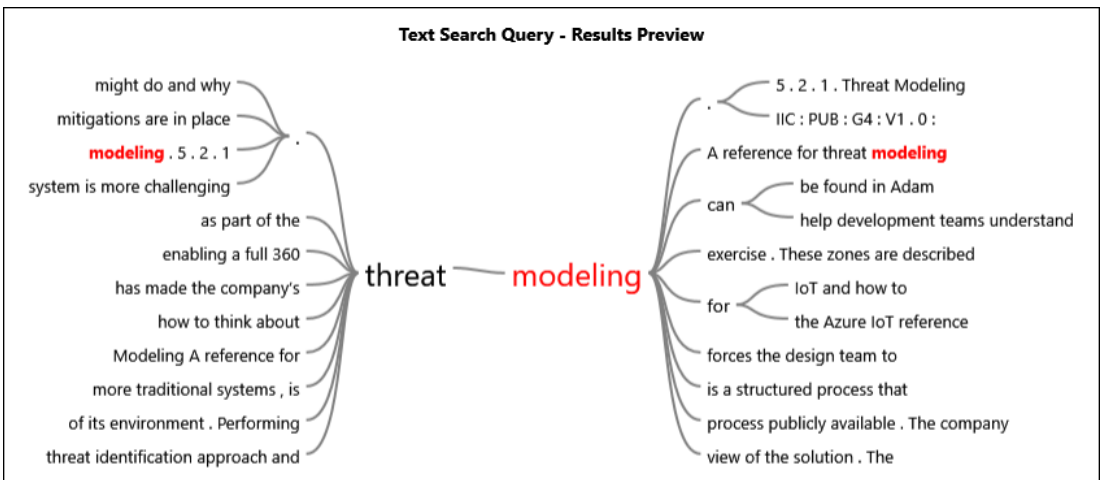 Text Search Query - Results Preview
might do and why
mitigations are in place
modeling . 5 . 2 . 1
system is more challenging
.
as part of the
enabling a full 360
has made the company's
how to think about
Modeling A reference for
more traditional systems , is
of its environment . Performing
threat identification approach and
threat
modeling
.
5 . 2 . 1 . Threat Modeling
IIC : PUB : G4 : V1 . 0 :
A reference for threat modeling
can
be found in Adam
help development teams understand
exercise . These zones are described
for
IoT and how to
the Azure IoT reference
forces the design team to
is a structured process that
process publicly available . The company
view of the solution . The